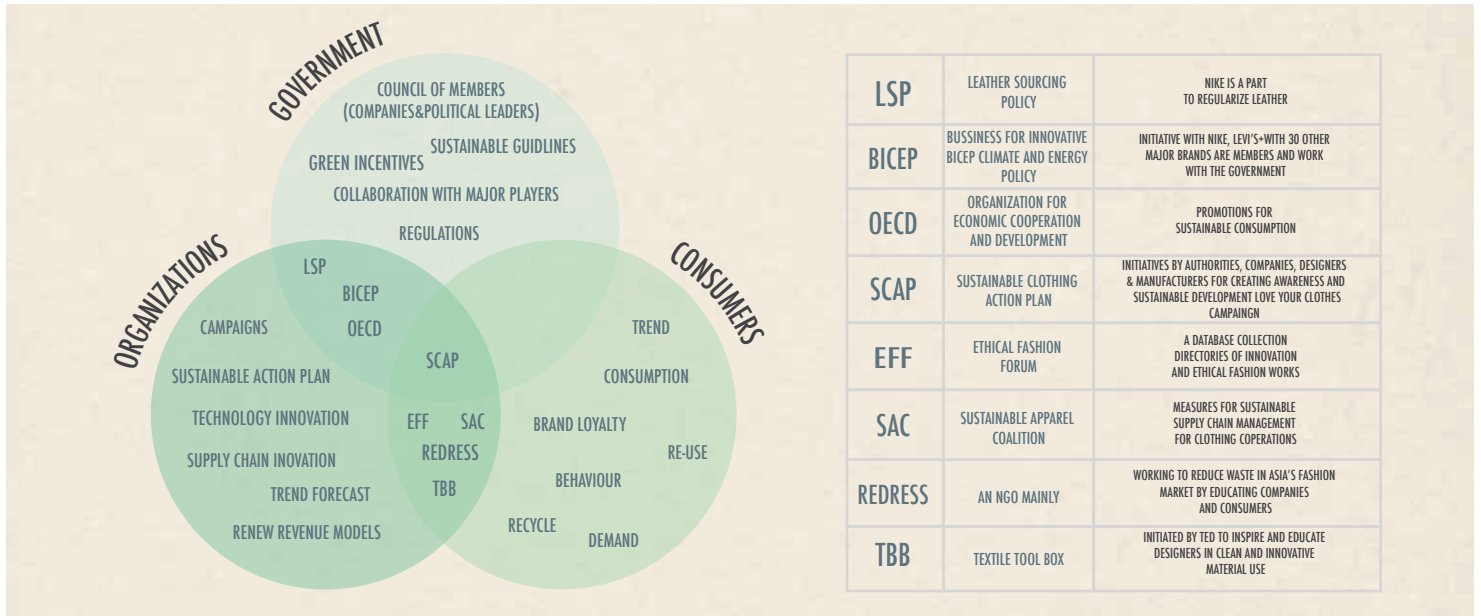 GOVERNMENT
COUNCIL OF MEMBERS
(COMPANIES&POLITICAL LEADERS)
SUSTAINABLE GUIDLINES
GREEN INCENTIVES
COLLABORATION WITH MAJOR PLAYERS
REGULATIONS
ORGANIZATIONS
LSP
BICEP
OECD
CAMPAIGNS
SUSTAINABLE ACTION PLAN
TECHNOLOGY INNOVATION
SUPPLY CHAIN INOVATION
TREND FORECAST
RENEW REVENUE MODELS
SCAP
EFF SAC
REDRESS
TBB
CONSUMERS
TREND
CONSUMPTION
BRAND LOYALTY
RE-USE
BEHAVIOUR
RECYCLE
DEMAND
LSP
LEATHER SOURCING
POLICY
NIKE IS A PART
TO REGULARIZE LEATHER
BICEP
BUSSINESS FOR INNOVATIVE
BICEP CLIMATE AND ENERGY
POLICY
INITIATIVE WITH NIKE, LEVI'S+WITH 30 OTHER
MAJOR BRANDS ARE MEMBERS AND WORK
WITH THE GOVERNMENT
OECD
ORGANIZATION FOR
ECONOMIC COOPERATION
AND DEVELOPMENT
PROMOTIONS FOR
SUSTAINABLE CONSUMPTION
SCAP
SUSTAINABLE CLOTHING
ACTION PLAN
INITIATIVES BY AUTHORITIES, COMPANIES, DESIGNERS
& MANUFACTURERS FOR CREATING AWARENESS AND
SUSTAINABLE DEVELOPMENT LOVE YOUR CLOTHES
CAMPAINGN
EFF
ETHICAL FASHION
FORUM
A DATABASE COLLECTION
DIRECTORIES OF INNOVATION
AND ETHICAL FASHION WORKS
SAC
SUSTAINABLE APPAREL
COALITION
MEASURES FOR SUSTAINABLE
SUPPLY CHAIN MANAGEMENT
FOR CLOTHING COPERATIONS
REDRESS
AN NGO MAINLY
WORKING TO REDUCE WASTE IN ASIA'S FASHION
MARKET BY EDUCATING COMPANIES
AND CONSUMERS
TBB
TEXTILE TOOL BOX
INITIATED BY TED TO INSPIRE AND EDUCATE
DESIGNERS IN CLEAN AND INNOVATIVE
MATERIAL USE